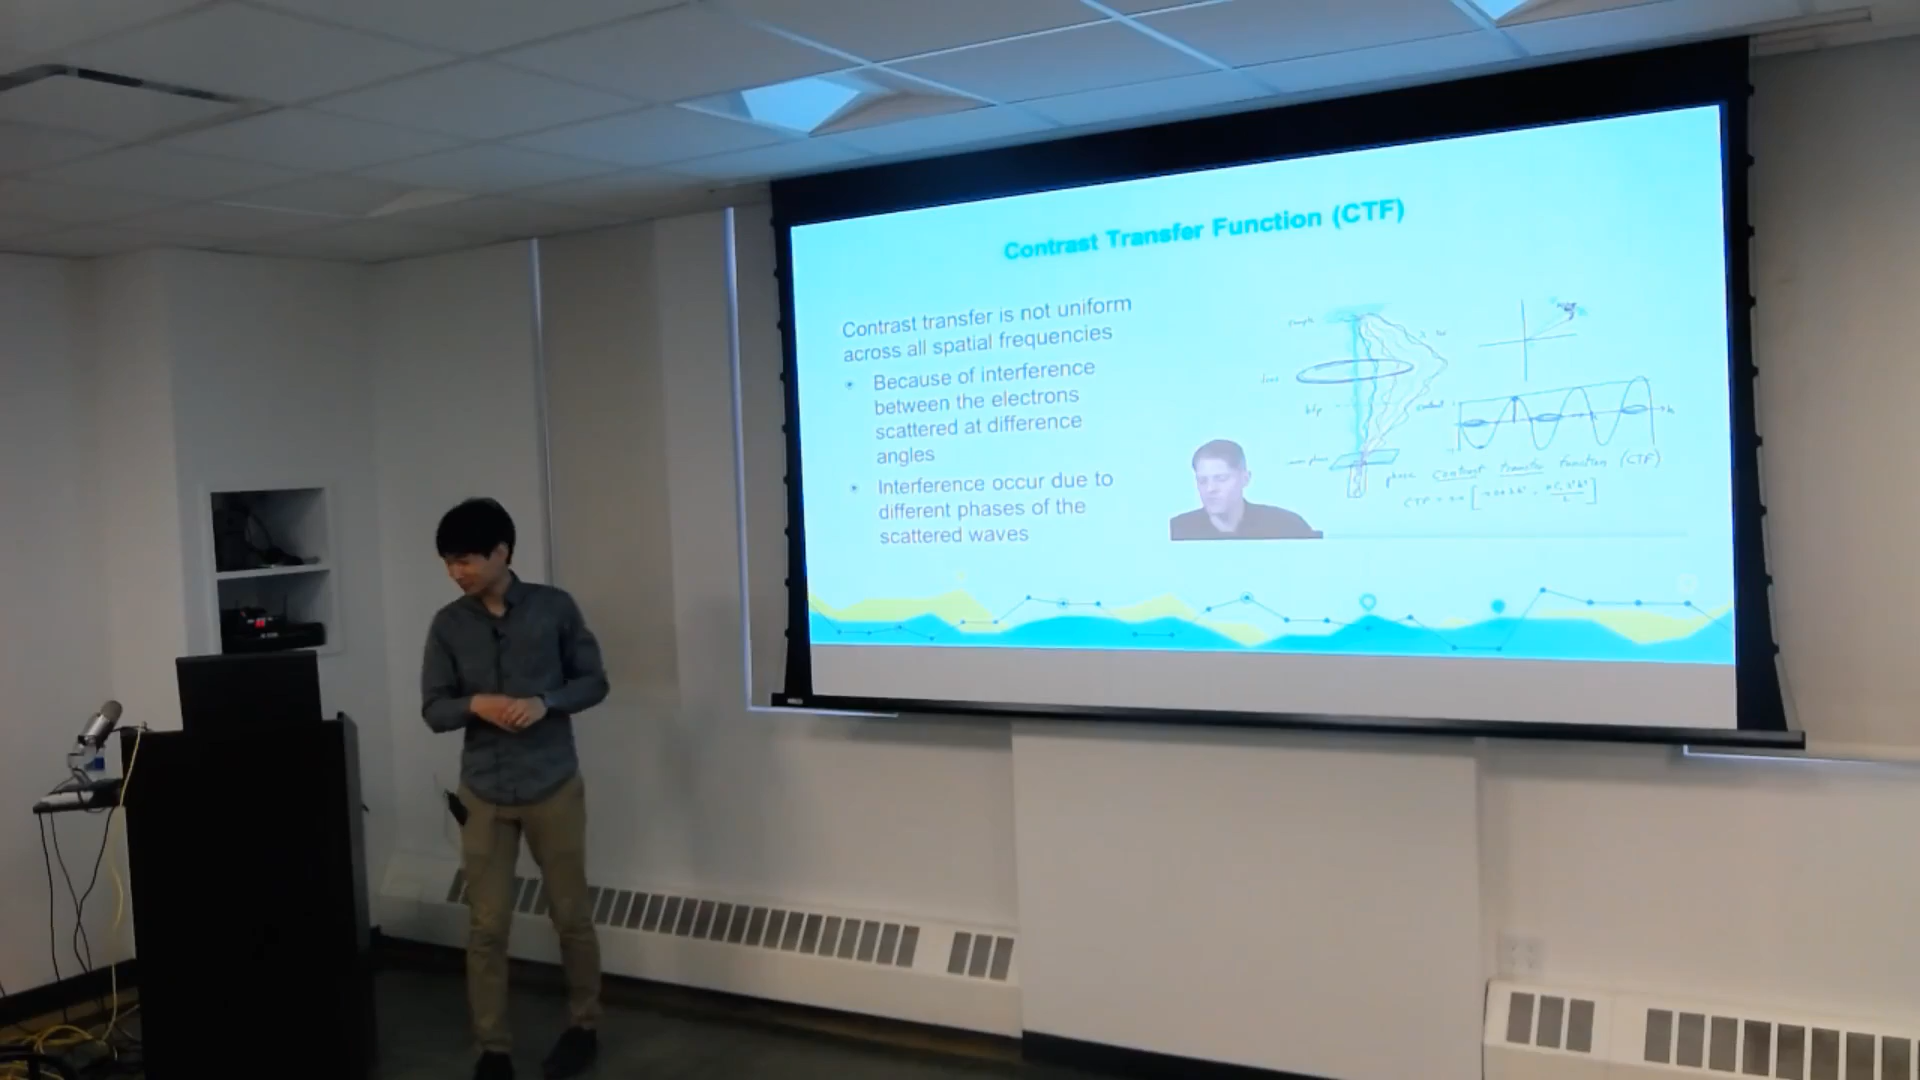 Contrast Transfer Function (CTF)
Contrast transfer is not uniform
across all spatial frequencies
Because of interference
between the electrons
scattered at difference
angles
Interference occur due to
different phases of the
scattered waves
sample
lens
bfp
contrast
phase contrast transfer function (CTF)
CTF